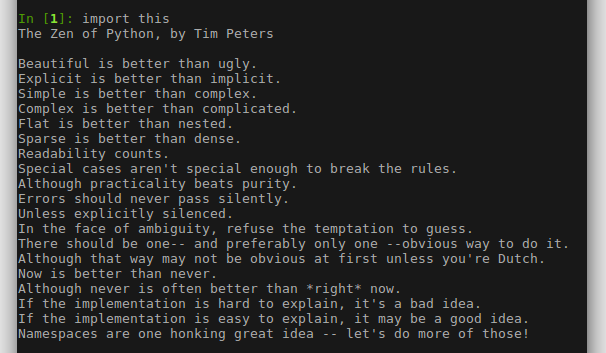 In [1]: import this
The Zen of Python, by Tim Peters
Beautiful is better than ugly.
Explicit is better than implicit.
Simple is better than complex.
Complex is better than complicated.
Flat is better than nested.
Sparse is better than dense.
Readability counts.
Special cases aren't special enough to break the rules.
Although practicality beats purity.
Errors should never pass silently.
Unless explicitly silenced.
In the face of ambiguity, refuse the temptation to guess.
There should be one-- and preferably only one --obvious way to do it.
Although that way may not be obvious at first unless you're Dutch.
Now is better than never.
Although never is often better than *right* now.
If the implementation is hard to explain, it's a bad idea.
If the implementation is easy to explain, it may be a good idea.
Namespaces are one honking great idea -- let's do more of those!